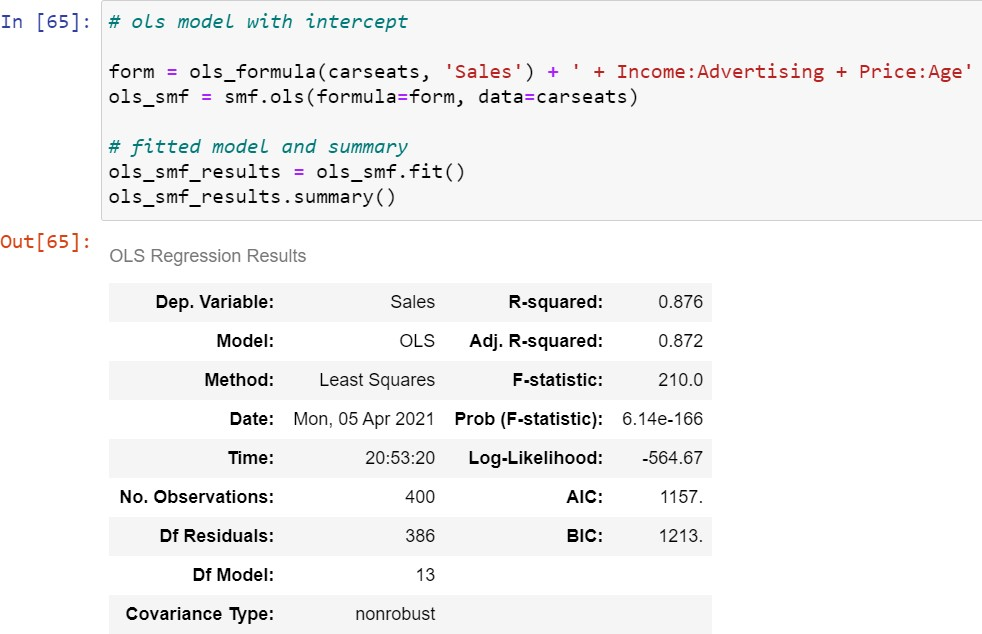 In [65]: # ols model with intercept
form = ols_formula(carseats, 'Sales') + ' + Income:Advertising + Price:Age'
ols_smf = smf.ols(formula=form, data=carseats)
# fitted model and summary
ols_smf_results = ols_smf.fit()
ols_smf_results.summary()
Out[65]:
OLS Regression Results
Dep. Variable: Sales R-squared: 0.876
Model: OLS Adj. R-squared: 0.872
Method: Least Squares F-statistic: 210.0
Date: Mon, 05 Apr 2021 Prob (F-statistic): 6.14e-166
Time: 20:53:20 Log-Likelihood: -564.67
No. Observations: 400 AIC: 1157.
Df Residuals: 386 BIC: 1213.
Df Model: 13
Covariance Type: nonrobust